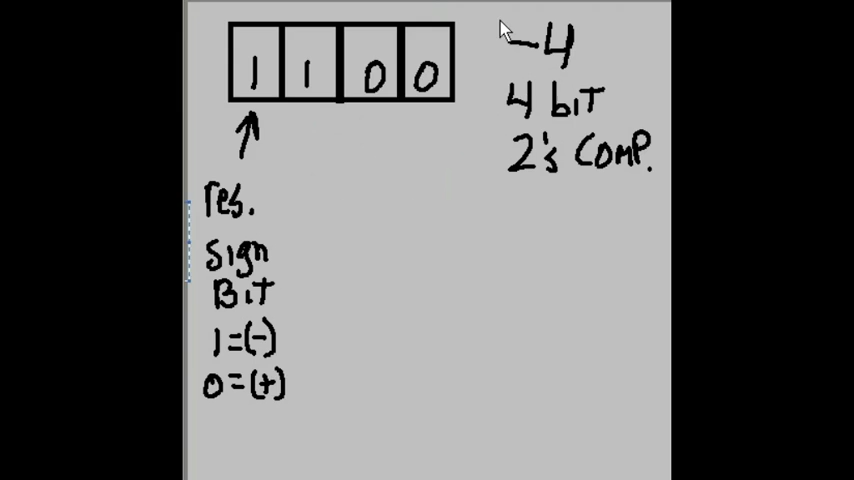 1 1 0 0
-4
4 bit
2's Comp.
res.
Sign
Bit
1=(-)
0=(+)